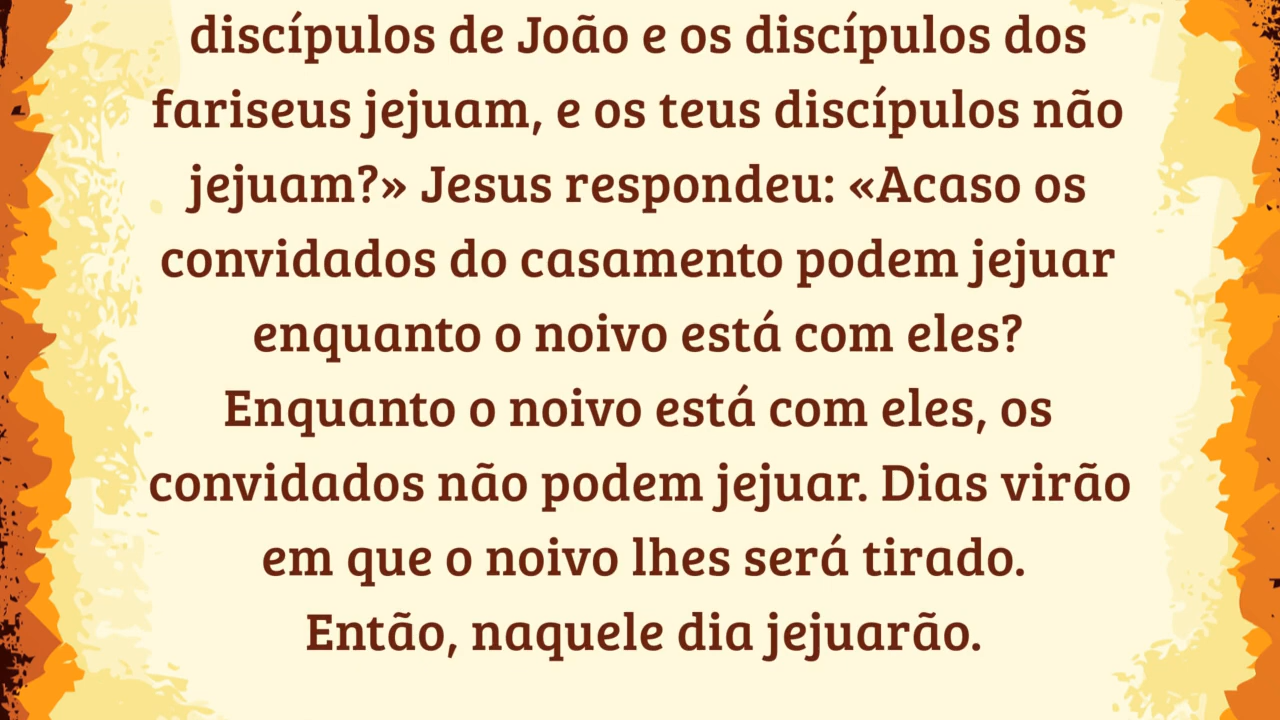 discípulos de João e os discípulos dos
fariseus jejuam, e os teus discípulos não
jejuam?» Jesus respondeu: «Acaso os
convidados do casamento podem jejuar
enquanto o noivo está com eles?
Enquanto o noivo está com eles, os
convidados não podem jejuar. Dias virão
em que o noivo lhes será tirado.
Então, naquele dia jejuarão.